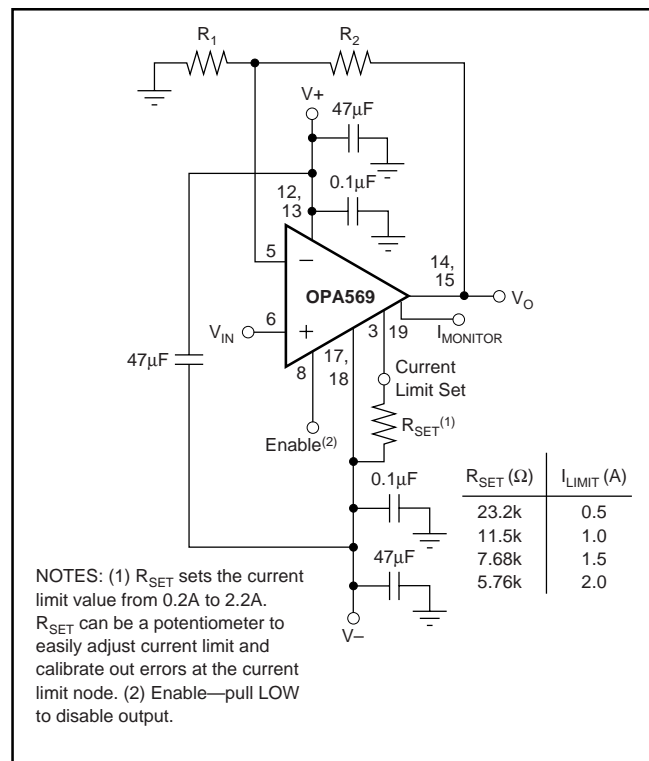 R1
R2
V+
47µF
0.1µF
12,
13
5
−
14,
15
OPA569
VO
6
+
VIN
3
19
IMONITOR
17,
18
8
47µF
Current
Limit Set
Enable(2)
RSET(1)
RSET (Ω) ILIMIT (A)
23.2k 0.5
11.5k 1.0
7.68k 1.5
5.76k 2.0
0.1µF
47µF
V−
NOTES: (1) RSET sets the current
limit value from 0.2A to 2.2A.
RSET can be a potentiometer to
easily adjust current limit and
calibrate out errors at the current
limit node. (2) Enable—pull LOW
to disable output.